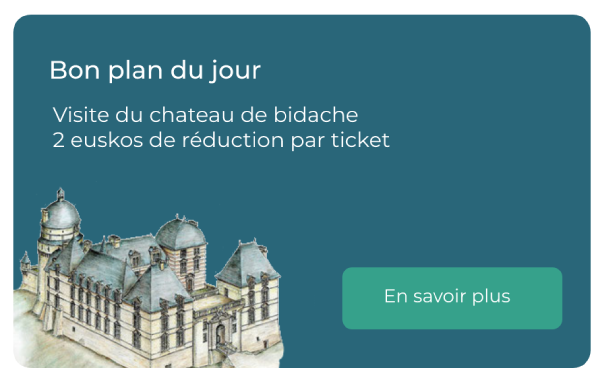 Bon plan du jour
Visite du chateau de bidache
2 euskos de réduction par ticket
En savoir plus